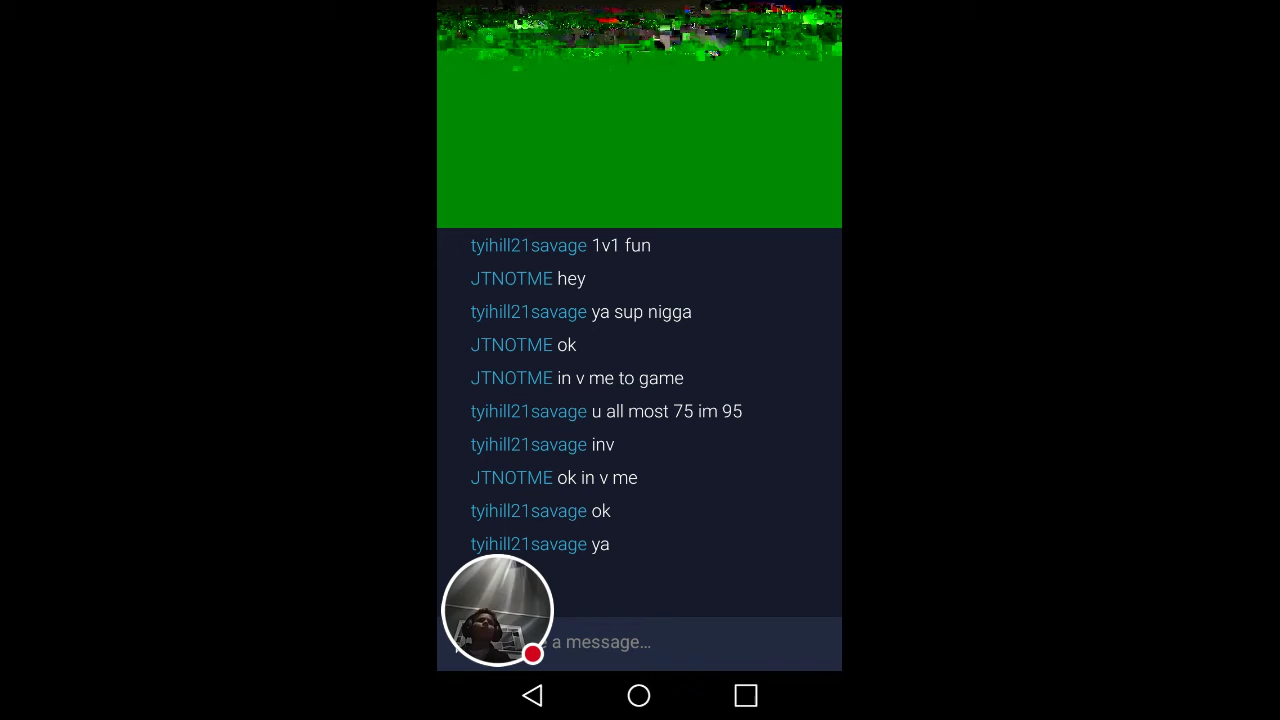 tyihill21savage 1v1 fun
JTNOTME hey
tyihill21savage ya sup nigga
JTNOTME ok
JTNOTME in v me to game
tyihill21savage u all most 75 im 95
tyihill21savage inv
JTNOTME ok in v me
tyihill21savage ok
tyihill21savage ya
a message…